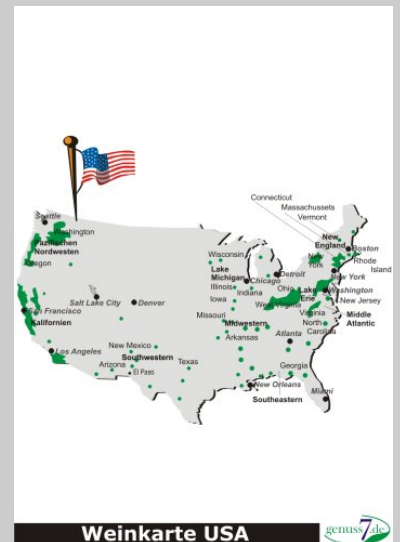 Connecticut
Massachussets
Vermont
Seattle
Washington
Pazifischen
Nordwesten
Oregon
New
England
Boston
Rhode
Island
Wisconsin
Lake
Michigan
Chicago
Detroit
New
York
New York
Illinois
Indiana
Ohio
Lake
Erie
Washington
New Jersey
Iowa
West Virginia
Virginia
Middle
Atlantic
Salt Lake City
Denver
San Francisco
Kalifornien
Missouri
Midwestern
North
Carolina
Arkansas
Atlanta
Los Angeles
New Mexico
Southwestern
Arizona
El Paso
Texas
Georgia
New Orleans
Miami
Southeastern
Weinkarte USA
genuss7.de